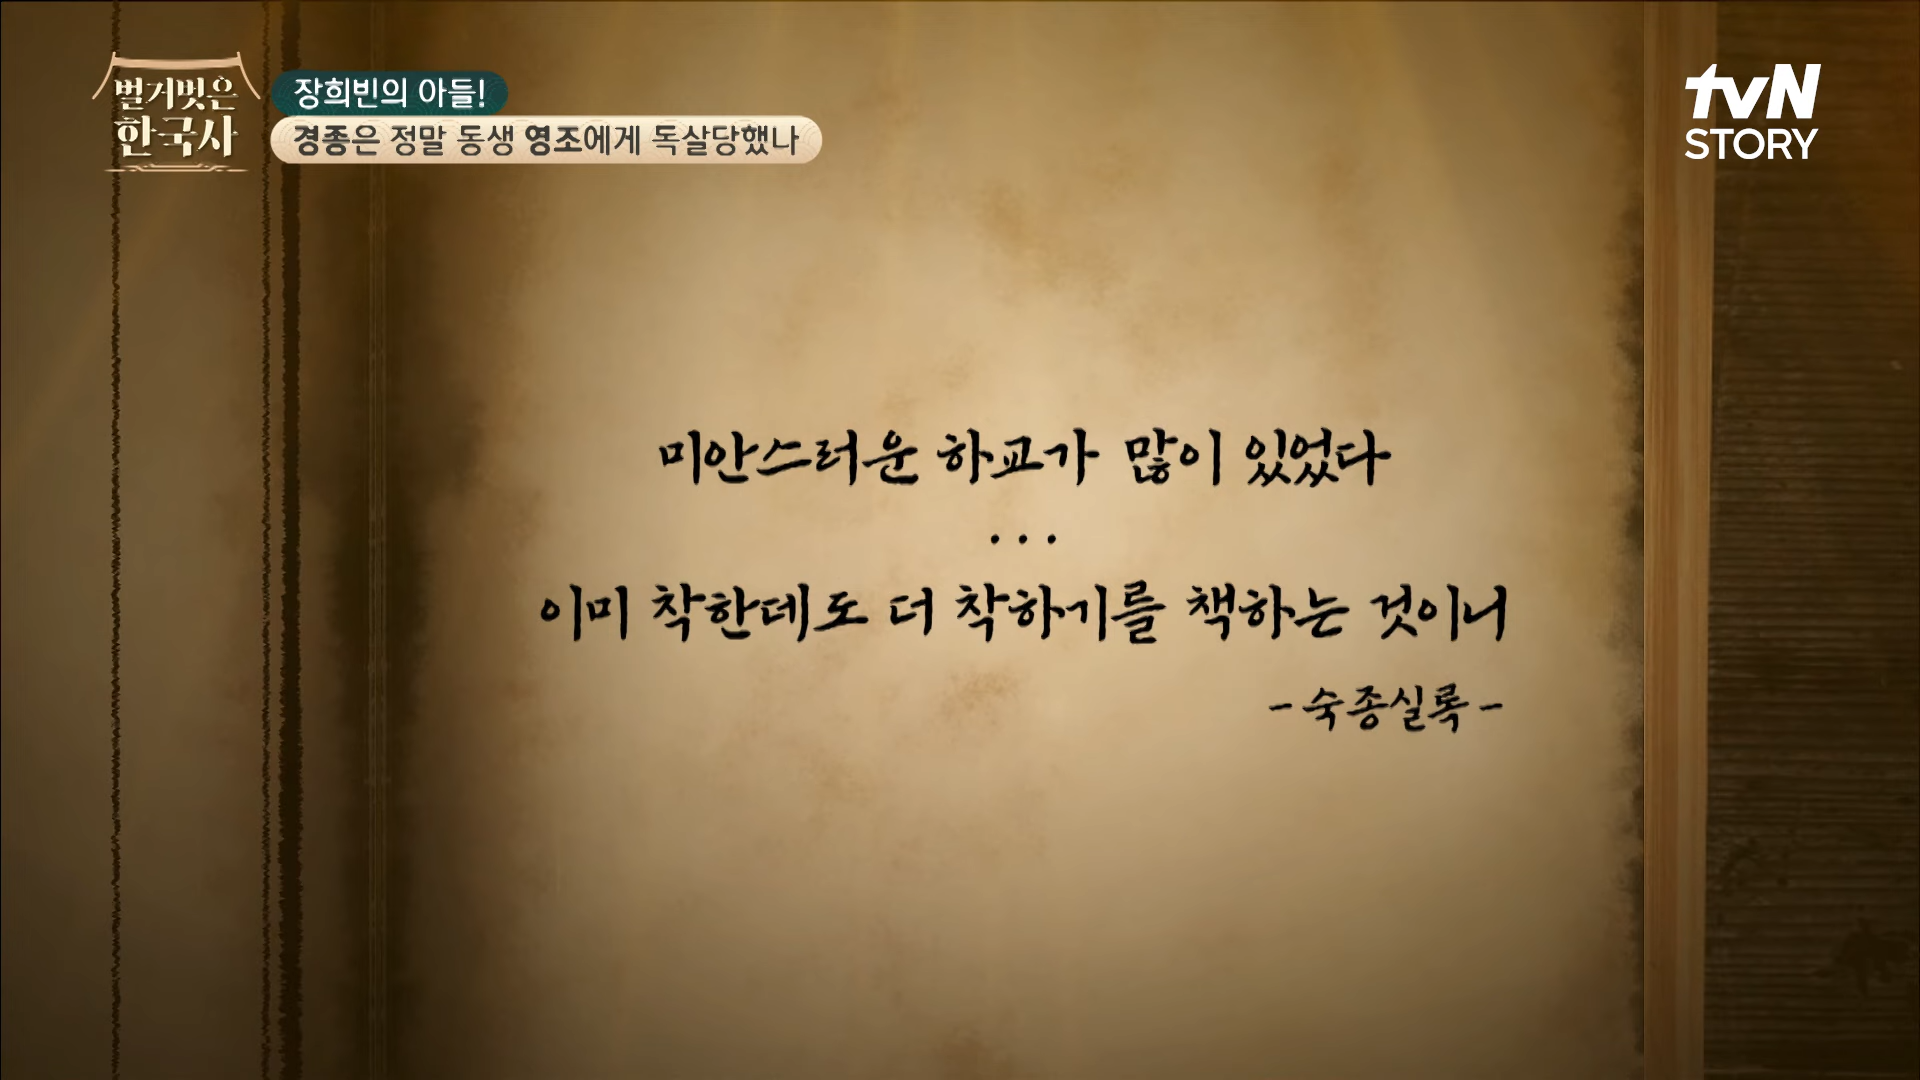 벌거벗은
한국사
장희빈의 아들!
경종은 정말 동생 영조에게 독살당했나
tvN
STORY
미안스러운 하교가 많이 있었다
...
이미 착한데도 더 착하기를 책하는 것이니
- 숙종실록 -